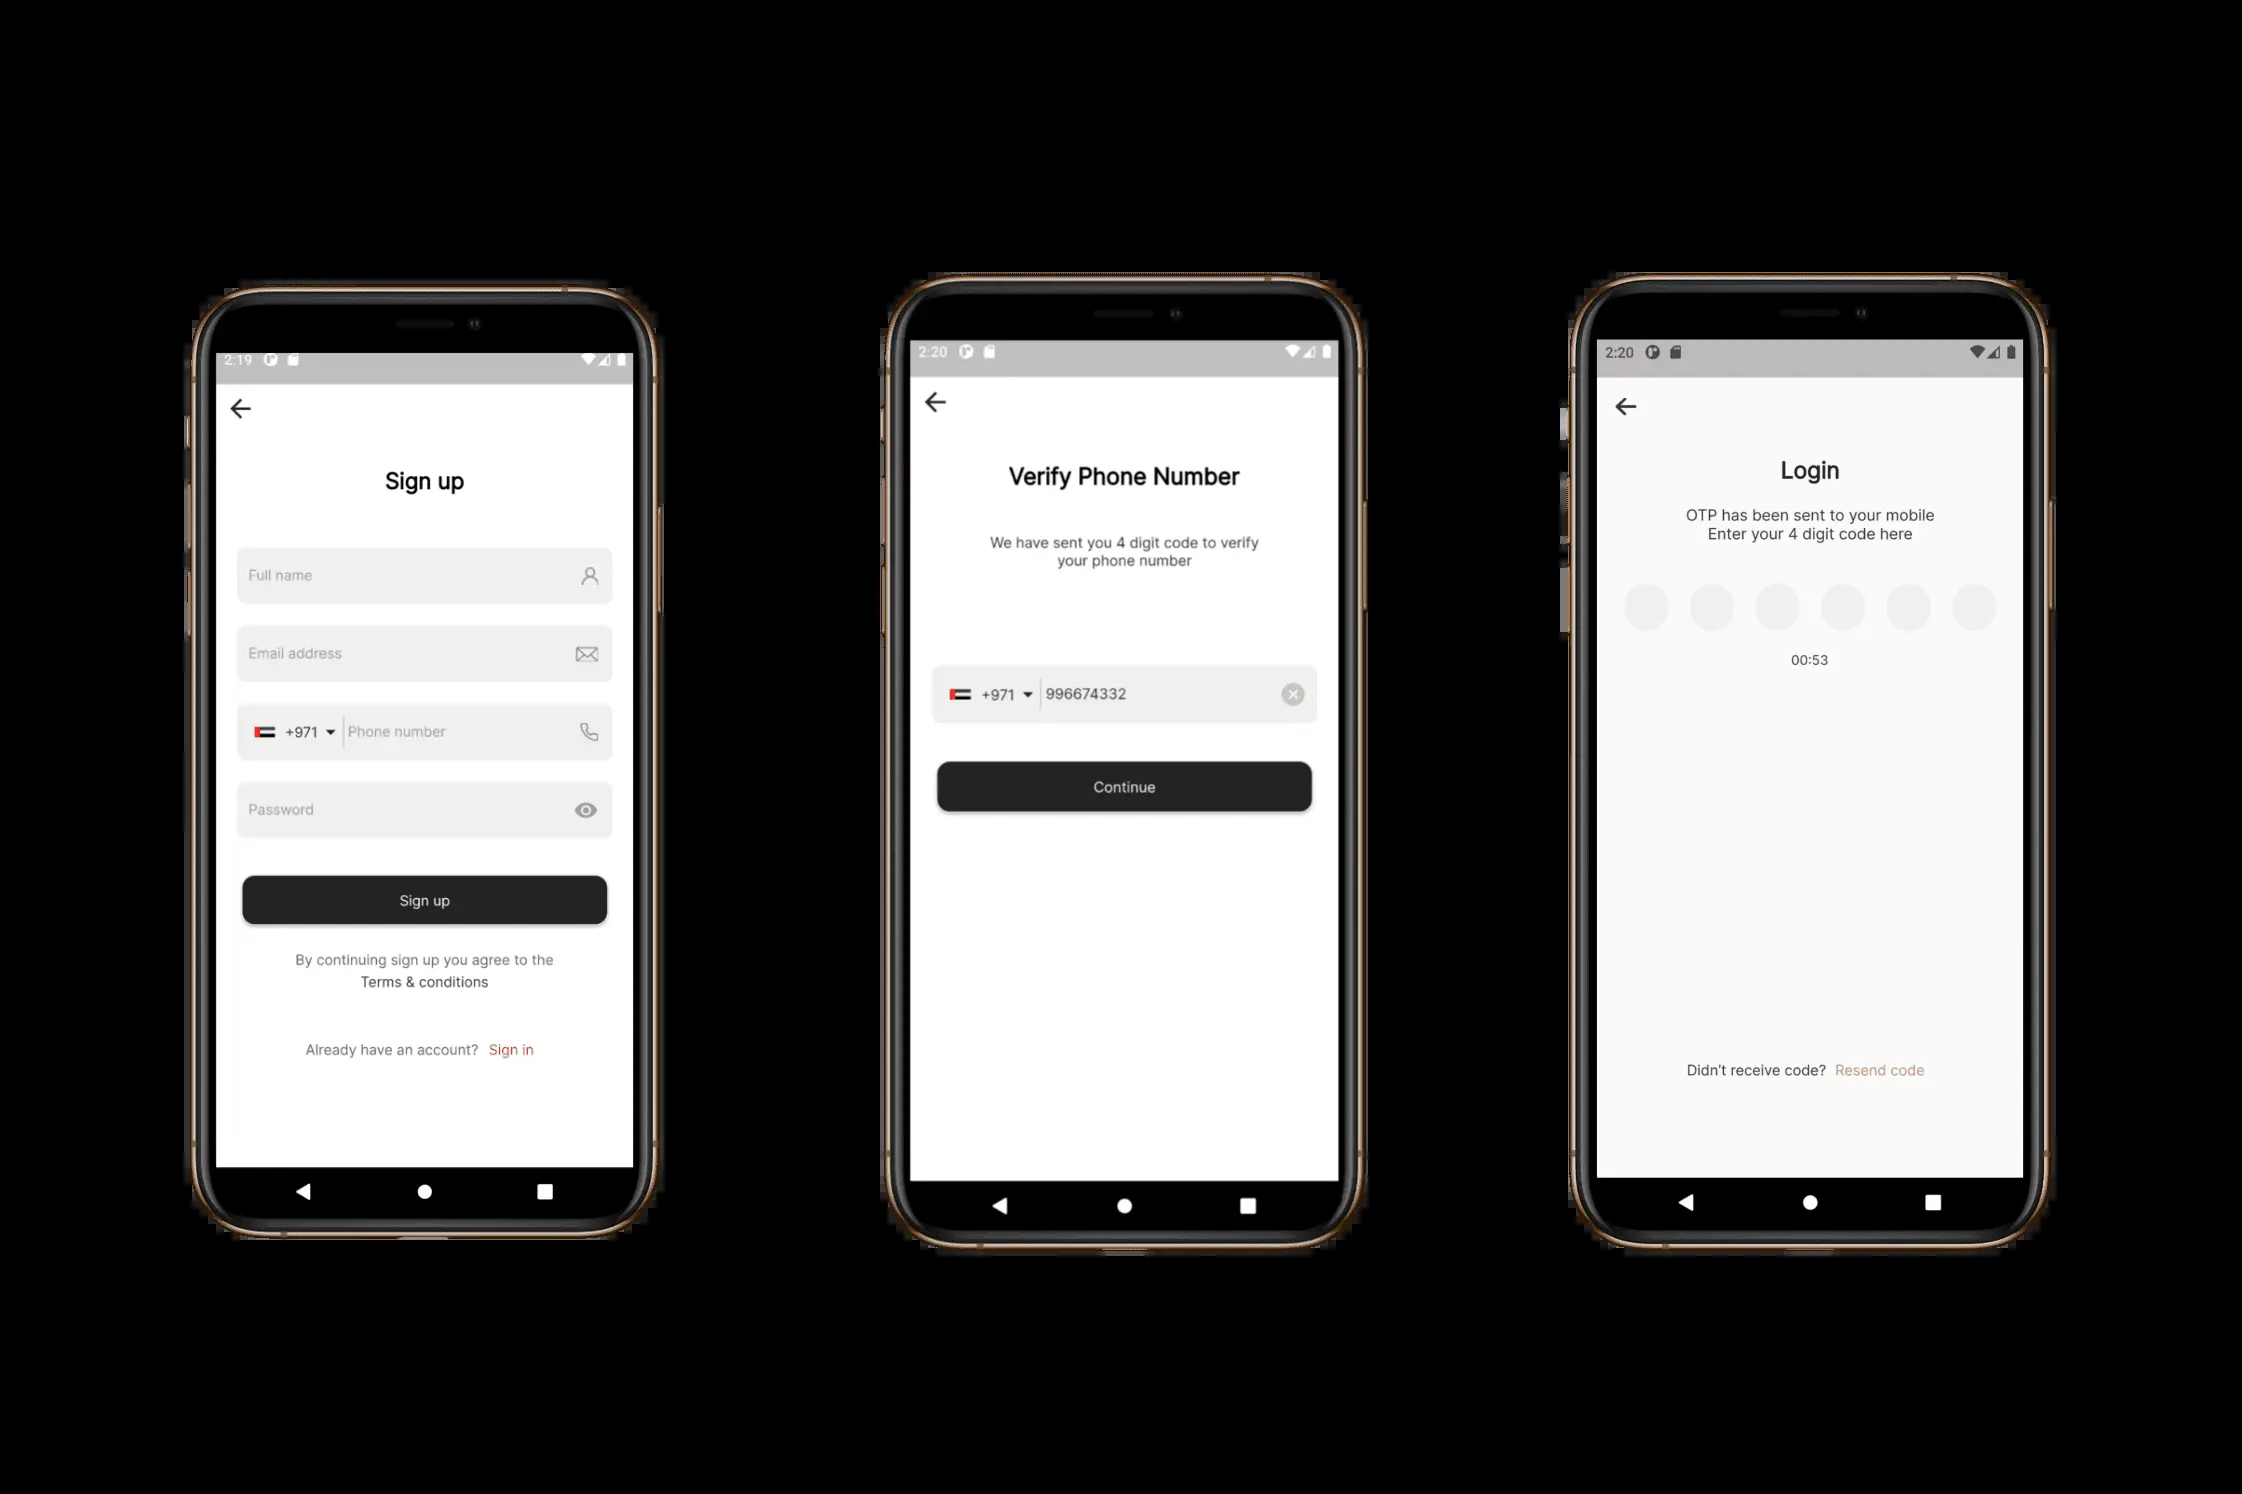 2:19
Sign up
Full name
Email address
+971 Phone number
Password
Sign up
By continuing sign up you agree to the
Terms & conditions
Already have an account? Sign in
2:20
Verify Phone Number
We have sent you 4 digit code to verify
your phone number
+971 996674332
Continue
2:20
Login
OTP has been sent to your mobile
Enter your 4 digit code here
00:53
Didn't receive code? Resend code